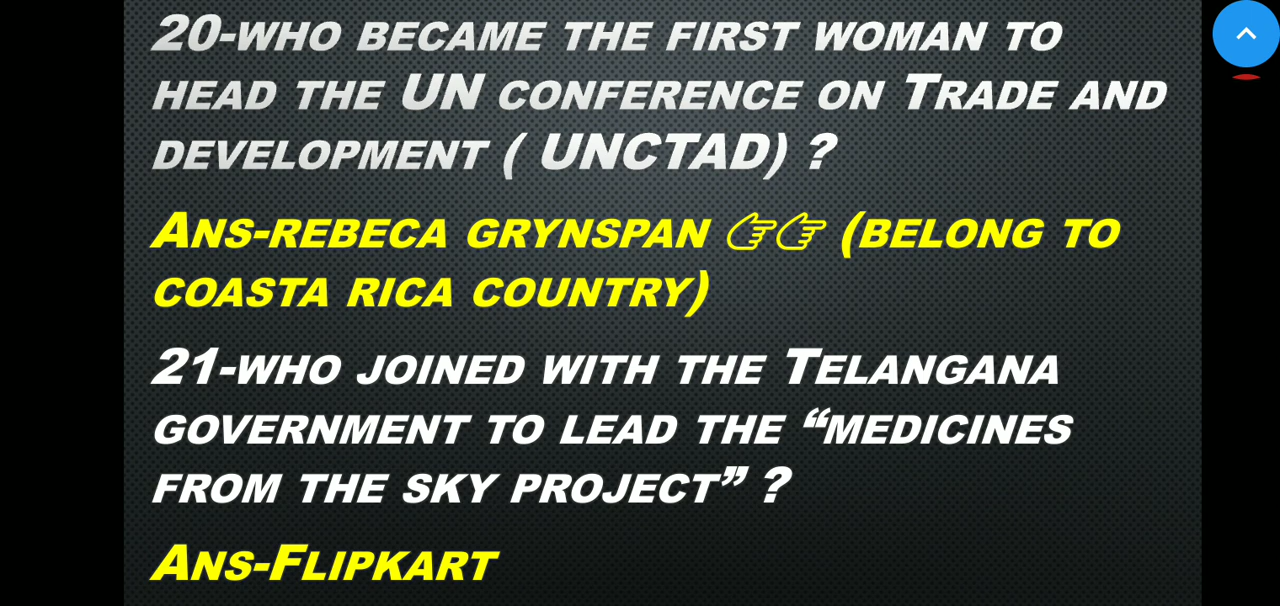 20-WHO BECAME THE FIRST WOMAN TO
HEAD THE UN CONFERENCE ON TRADE AND
DEVELOPMENT ( UNCTAD) ?
ANS-REBECA GRYNSPAN 👉👉 (BELONG TO
COASTA RICA COUNTRY)
21-WHO JOINED WITH THE TELANGANA
GOVERNMENT TO LEAD THE “MEDICINES
FROM THE SKY PROJECT” ?
ANS-FLIPKART